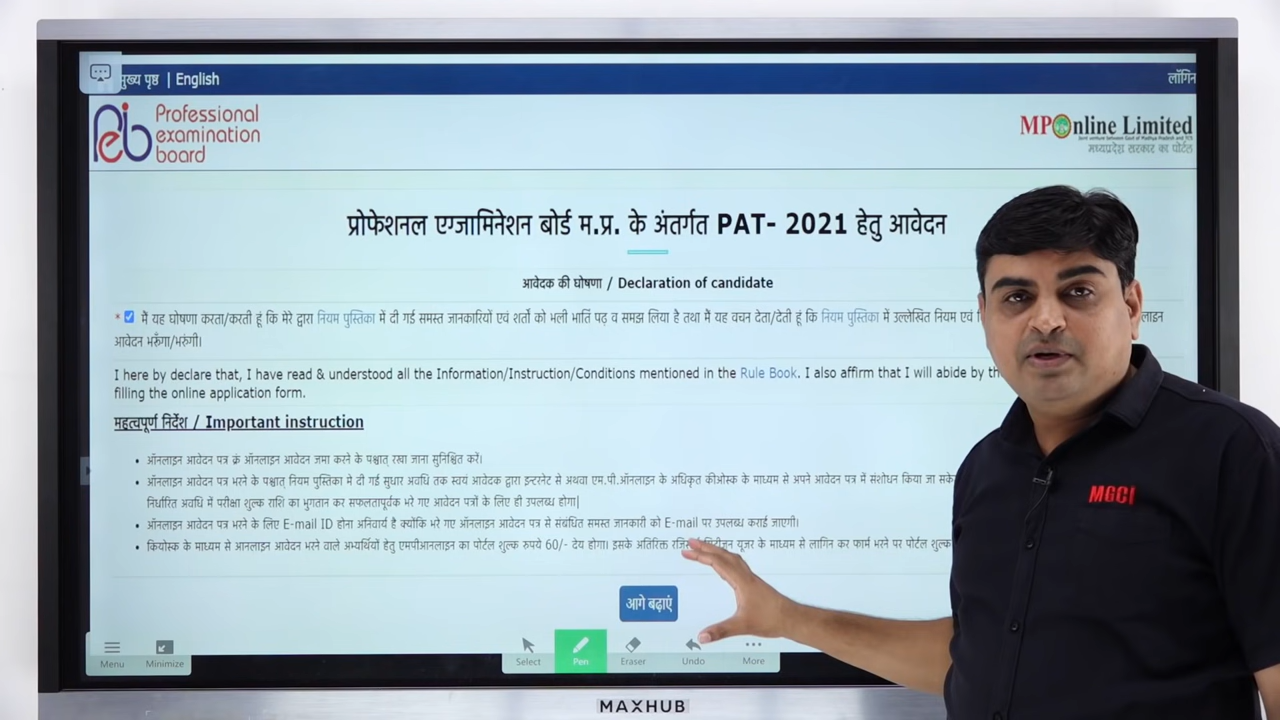 मुख्य पृष्ठ | English
लॉगिन
Professional
examination
board
MPOnline Limited
मध्यप्रदेश सरकार का पोर्टल
प्रोफेशनल एग्जामिनेशन बोर्ड म.प्र. के अंतर्गत PAT- 2021 हेतु आवेदन
आवेदक की घोषणा / Declaration of candidate
* मैं यह घोषणा करता/करती हूं कि मेरे द्वारा नियम पुस्तिका में दी गई समस्त जानकारियों एवं शर्तो को भली भांति पढ़ व समझ लिया है तथा मैं यह वचन देता/देती हूं कि नियम पुस्तिका में उल्लेखित नियम एवं
आवेदन भरूँगा/भरुंगी।
I here by declare that, I have read & understood all the Information/Instruction/Conditions mentioned in the Rule Book. I also affirm that I will abide by
filling the online application form.
महत्वपूर्ण निर्देश / Important instruction
• ऑनलाइन आवेदन पत्र क्रं ऑनलाइन आवेदन जमा करने के पश्चात् रखा जाना सुनिश्चित करें।
• ऑनलाइन आवेदन पत्र भरने के पश्चात् नियम पुस्तिका मे दी गई सुधार अवधि तक स्वयं आवेदक द्वारा इन्टरनेट से अथवा एम.पी.ऑनलाइन के अधिकृत कीओस्क के माध्यम से अपने आवेदन पत्र में संशोधन किया जा सके
निर्धारित अवधि में परीक्षा शुल्क राशि का भुगतान कर सफलतापूर्वक भरे गए आवेदन पत्रों के लिए ही उपलब्ध होगा|
• ऑनलाइन आवेदन पत्र भरने के लिए E-mail ID होना अनिवार्य है क्योंकि भरे गए ऑनलाइन आवेदन पत्र से संबंधित समस्त जानकारी को E-mail पर उपलब्ध कराई जाएगी।
• कियोस्क के माध्यम से आनलाइन आवेदन भरने वाले अभ्यर्थियों हेतु एमपीआनलाइन का पोर्टल शुल्क रुपये 60/- देय होगा। इसके अतिरिक्त यूजर के माध्यम से लागिन कर फार्म भरने पर पोर्टल शुल्क
आगे बढ़ाएं
Menu
Minimize
Select
Pen
Eraser
Undo
More
MAXHUB
MGCI